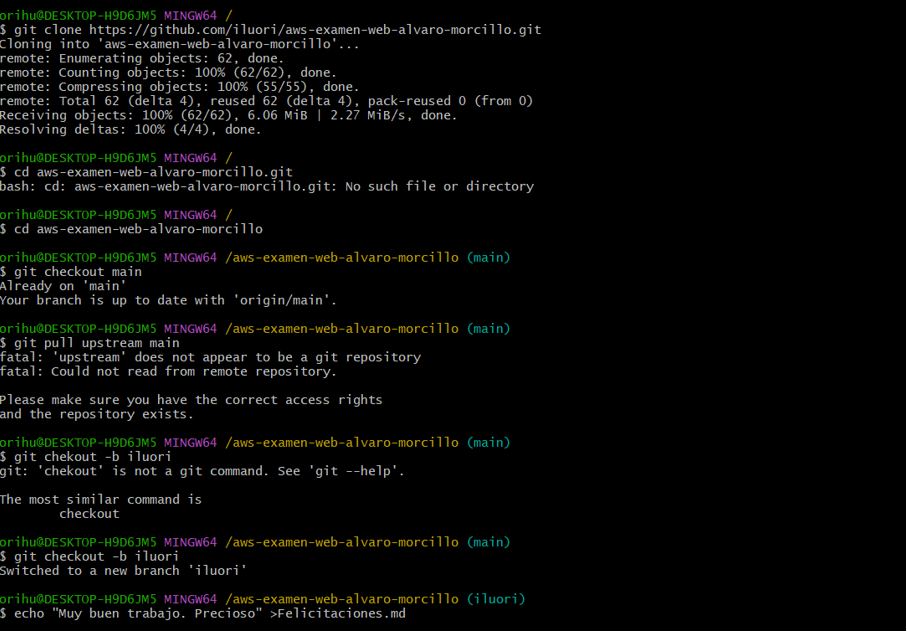 orihu@DESKTOP-H9D6JM5 MINGW64 /
$ git clone https://github.com/iluori/aws-examen-web-alvaro-morcillo.git
Cloning into 'aws-examen-web-alvaro-morcillo'...
remote: Enumerating objects: 62, done.
remote: Counting objects: 100% (62/62), done.
remote: Compressing objects: 100% (55/55), done.
remote: Total 62 (delta 4), reused 62 (delta 4), pack-reused 0 (from 0)
Receiving objects: 100% (62/62), 6.06 MiB | 2.27 MiB/s, done.
Resolving deltas: 100% (4/4), done.

orihu@DESKTOP-H9D6JM5 MINGW64 /
$ cd aws-examen-web-alvaro-morcillo.git
bash: cd: aws-examen-web-alvaro-morcillo.git: No such file or directory

orihu@DESKTOP-H9D6JM5 MINGW64 /
$ cd aws-examen-web-alvaro-morcillo

orihu@DESKTOP-H9D6JM5 MINGW64 /aws-examen-web-alvaro-morcillo (main)
$ git checkout main
Already on 'main'
Your branch is up to date with 'origin/main'.

orihu@DESKTOP-H9D6JM5 MINGW64 /aws-examen-web-alvaro-morcillo (main)
$ git pull upstream main
fatal: 'upstream' does not appear to be a git repository
fatal: Could not read from remote repository.

Please make sure you have the correct access rights
and the repository exists.

orihu@DESKTOP-H9D6JM5 MINGW64 /aws-examen-web-alvaro-morcillo (main)
$ git chekout -b iluori
git: 'chekout' is not a git command. See 'git --help'.

The most similar command is
        checkout

orihu@DESKTOP-H9D6JM5 MINGW64 /aws-examen-web-alvaro-morcillo (main)
$ git checkout -b iluori
Switched to a new branch 'iluori'

orihu@DESKTOP-H9D6JM5 MINGW64 /aws-examen-web-alvaro-morcillo (iluori)
$ echo "Muy buen trabajo. Precioso" >Felicitaciones.md